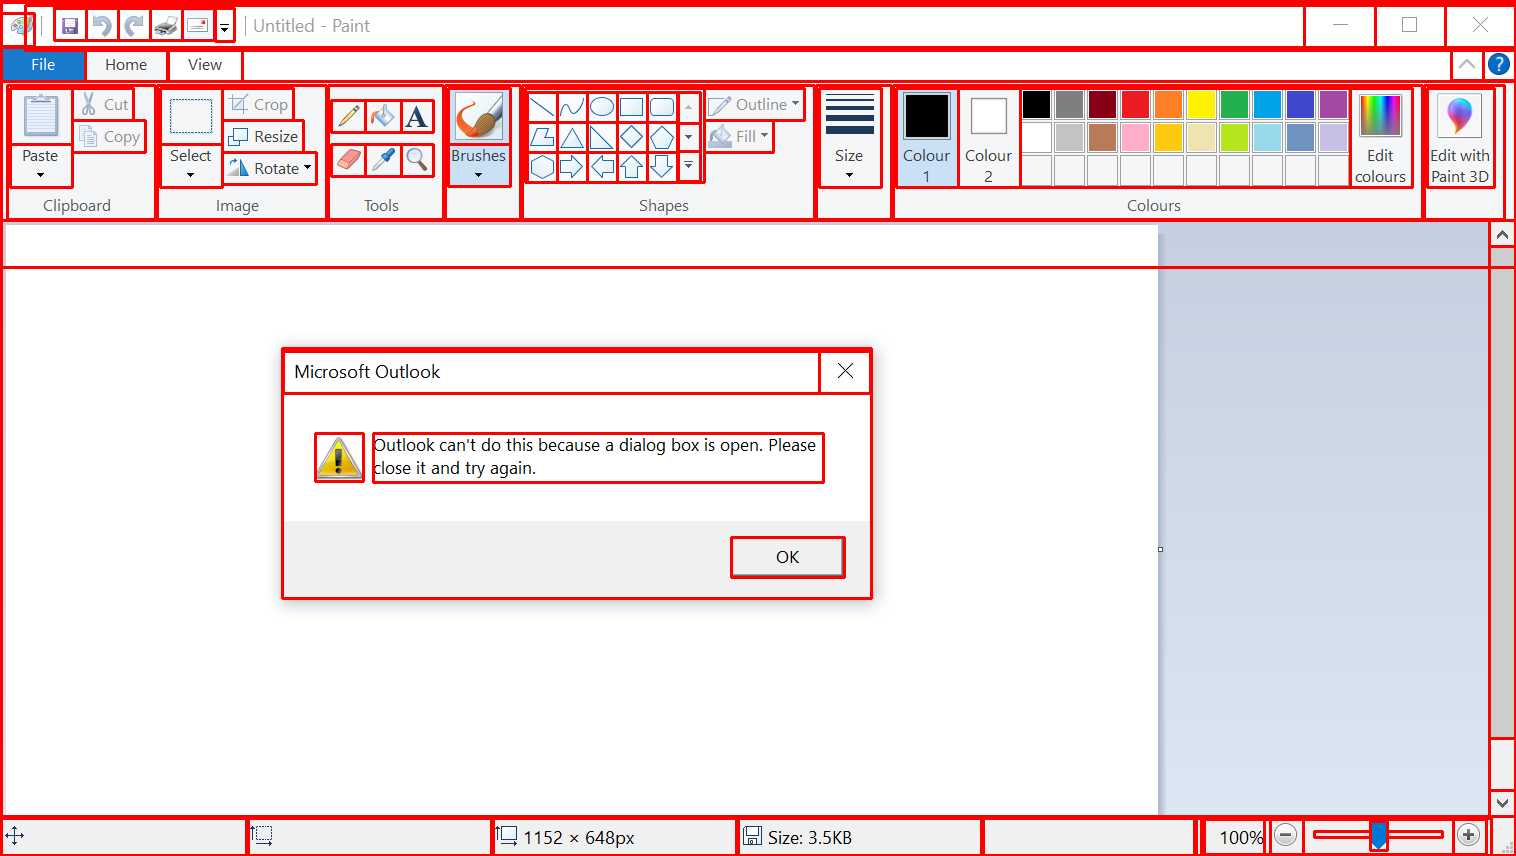 Untitled - Paint
File
Home
View
Paste
Cut
Copy
Clipboard
Select
Crop
Resize
Rotate
Image
A
Tools
Brushes
Outline
Fill
Shapes
Size
Colour
1
Colour
2
Edit
colours
Colours
Edit with
Paint 3D
?
Microsoft Outlook
Outlook can't do this because a dialog box is open. Please
close it and try again.
OK
1152 × 648px
Size: 3.5KB
100%